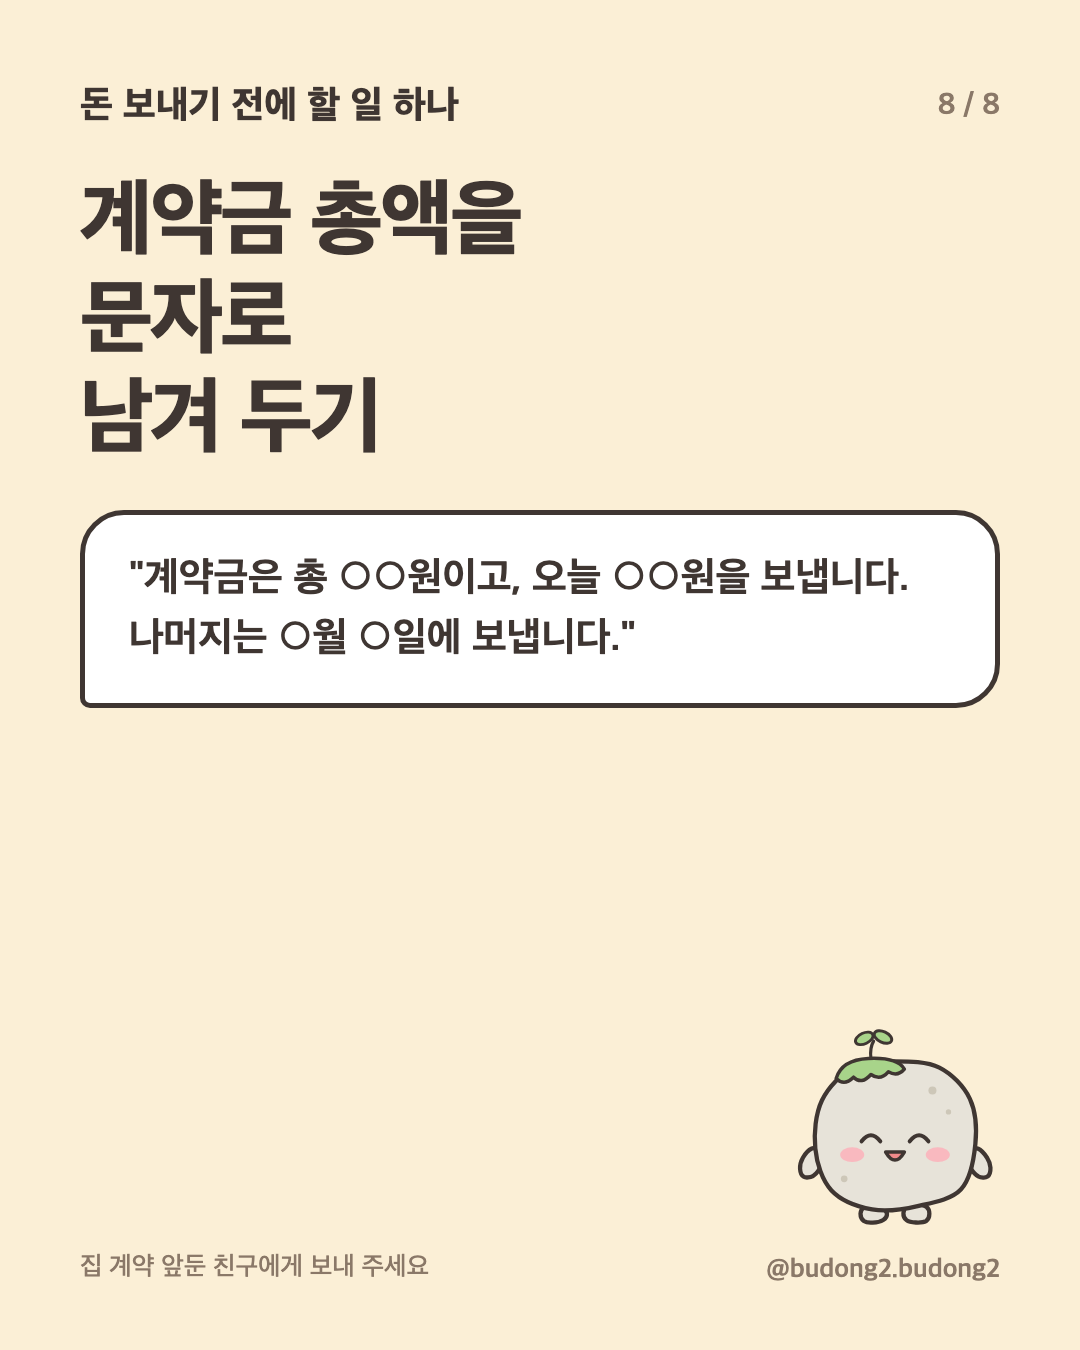 돈 보내기 전에 할 일 하나
8 / 8
계약금 총액을
문자로
남겨 두기
"계약금은 총 ○○원이고, 오늘 ○○원을 보냅니다.
나머지는 ○월 ○일에 보냅니다."
집 계약 앞둔 친구에게 보내 주세요
@budong2.budong2